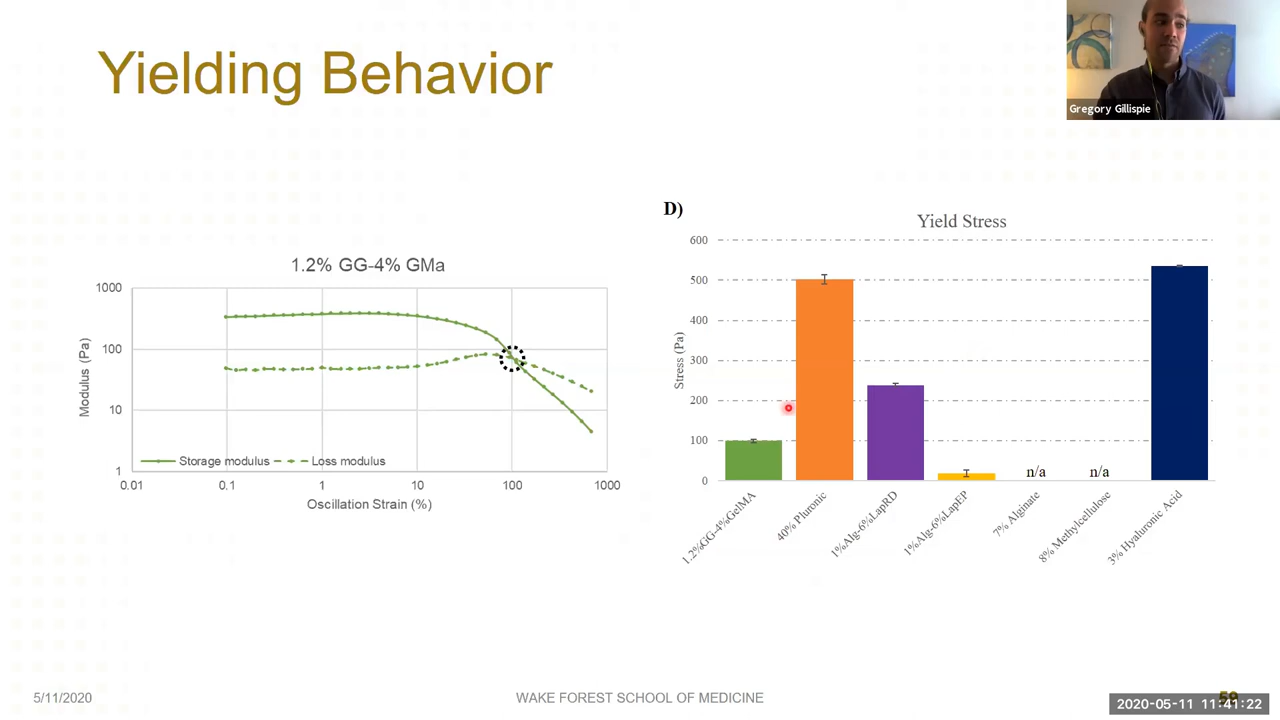 Yielding Behavior
Gregory Gillispie
1.2% GG-4% GMa
1000
100
10
1
0.01
0.1
1
10
100
1000
Modulus (Pa)
Storage modulus
Loss modulus
Oscillation Strain (%)
D)
Yield Stress
600
500
400
300
200
100
0
Stress (Pa)
n/a
n/a
1.2%GG-4%GelMA
40% Pluronic
1%Alg-6%LapRD
1%Alg-6%LapEP
7% Alginate
8% Methylcellulose
3% Hyaluronic Acid
5/11/2020
WAKE FOREST SCHOOL OF MEDICINE
59
2020-05-11 11:41:22